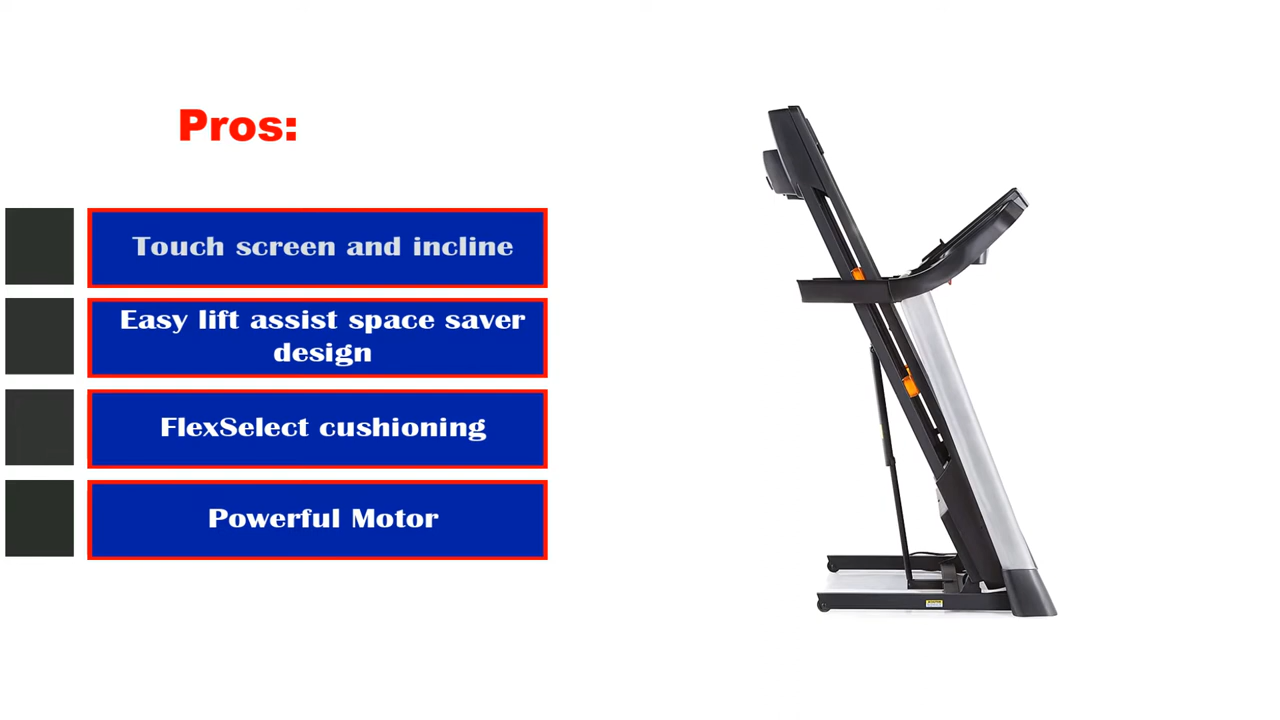 Pros:
Touch screen and incline
Easy lift assist space saver
design
FlexSelect cushioning
Powerful Motor